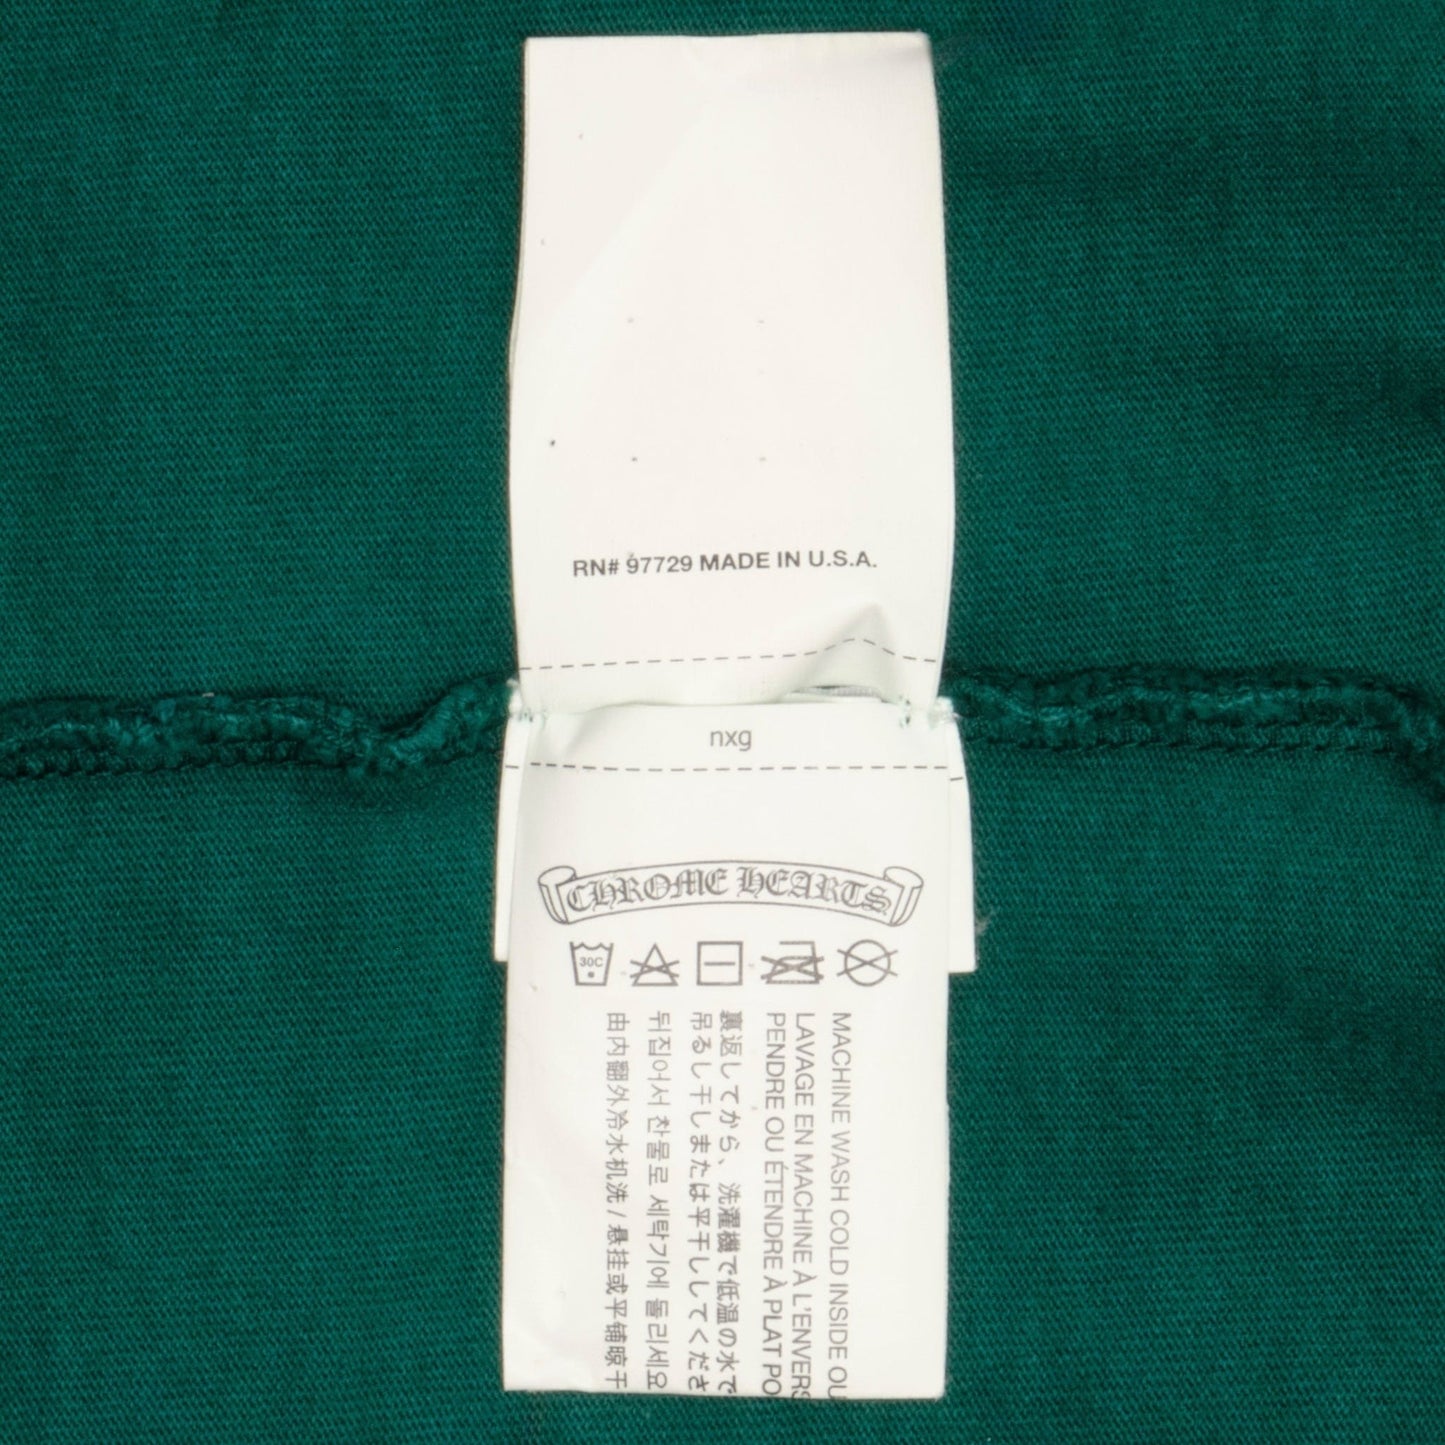 RN# 97729 MADE IN U.S.A.
nxg
CHROME HEARTS
30C
MACHINE WASH COLD INSIDE OU
LAVAGE EN MACHINE À L'ENVERS
PENDRE OU ÉTENDRE À PLAT PO
裏返してから、洗濯機で低温の水で
吊るし干しまたは平干ししてくださ
뒤집어서 찬물로 세탁기에 돌리세요
由内翻外冷水机洗 / 悬挂或平铺晾干